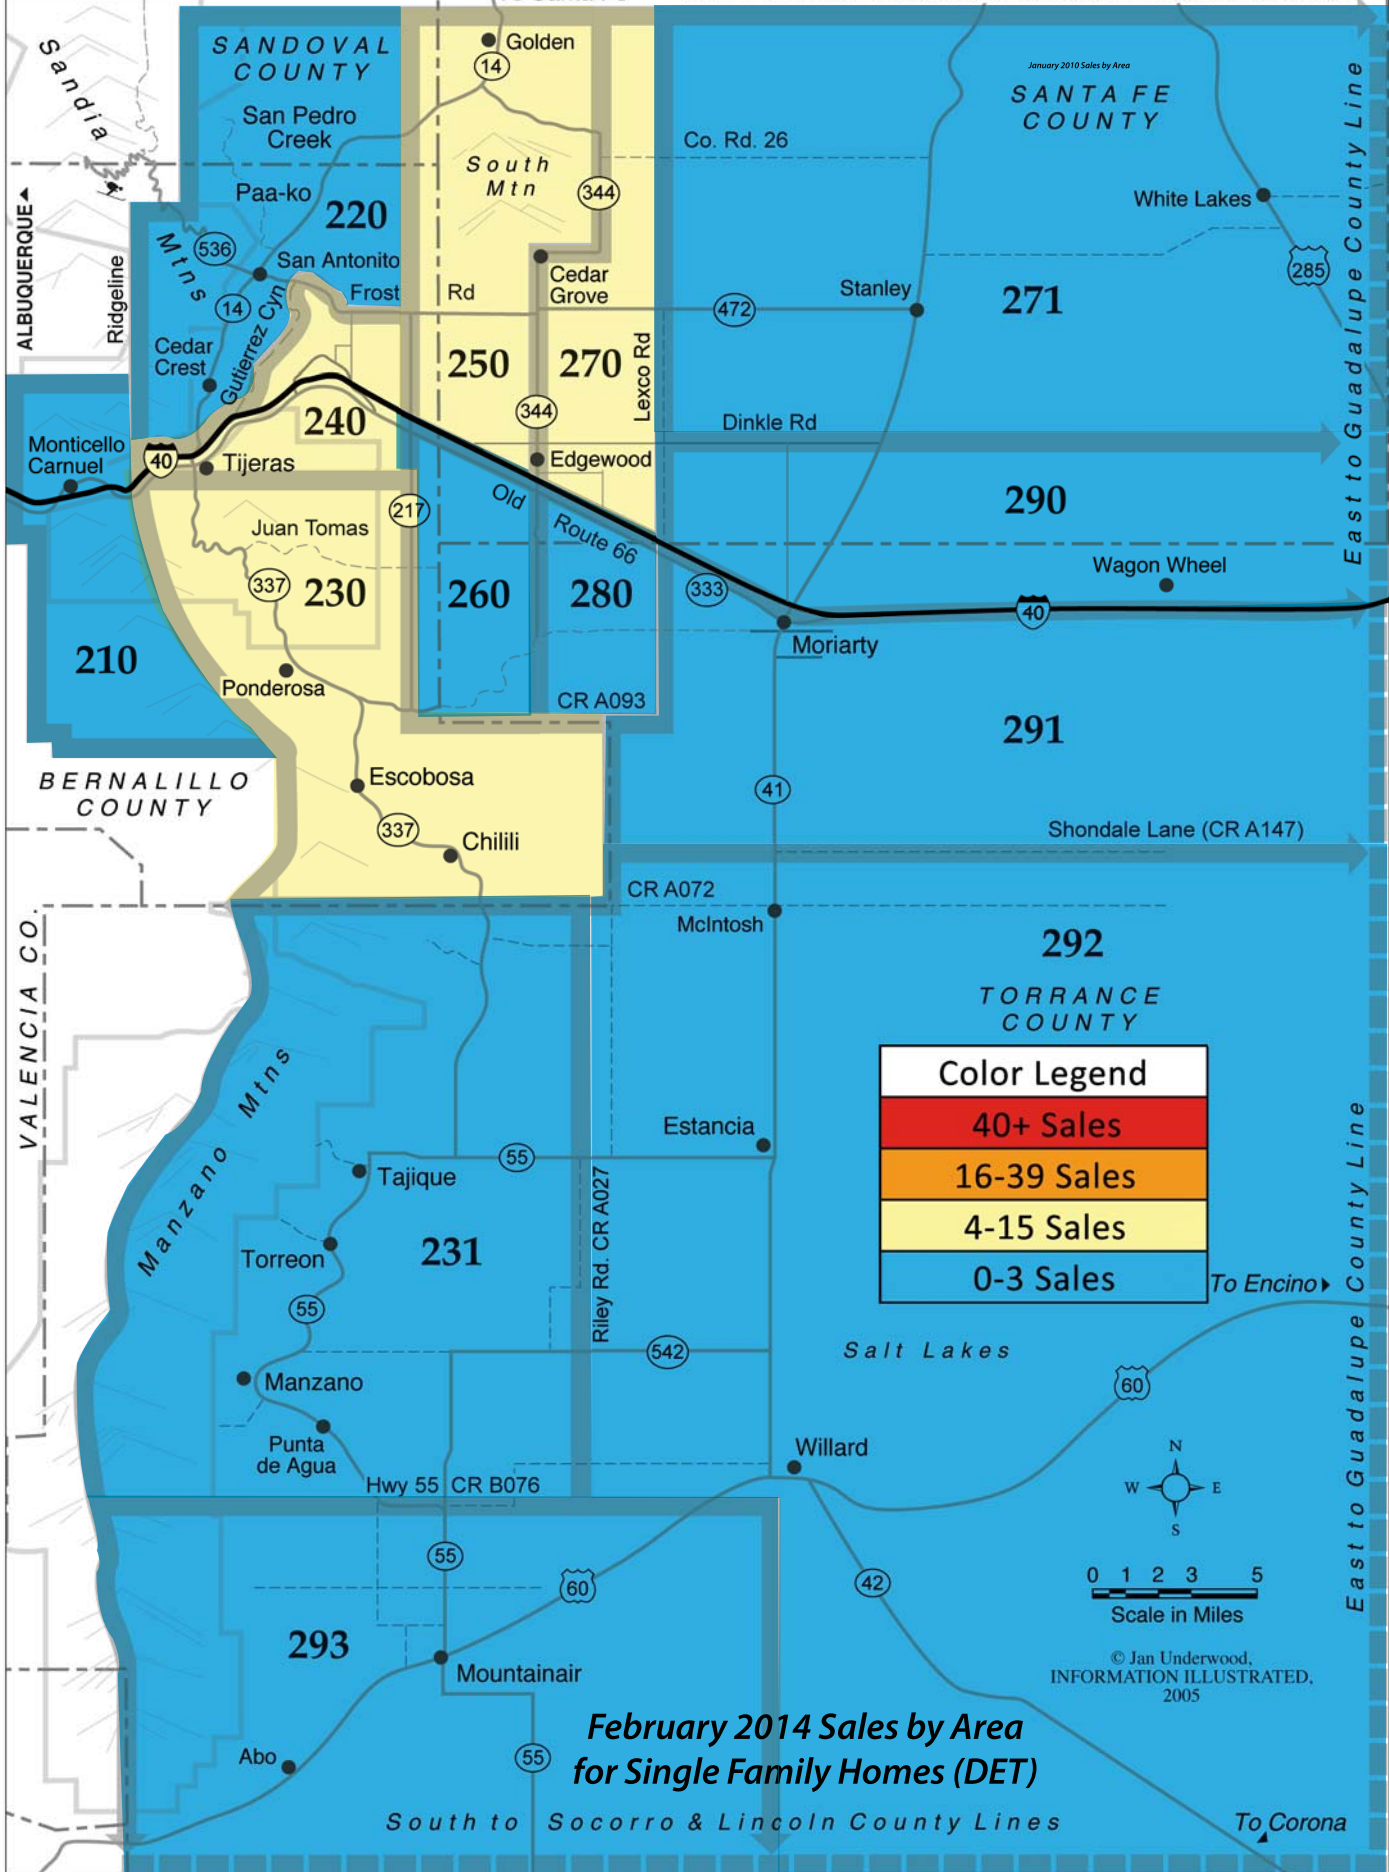 SANDOVAL
COUNTY
Golden
14
January 2010 Sales by Area
SANTA FE
COUNTY
Sandia
Mtns
San Pedro
Creek
South
Mtn
Co. Rd. 26
344
White Lakes
East to Guadalupe County Line
ALBUQUERQUE
Ridgeline
Paa-ko
220
536
San Antonito
14
Gutierrez Cyn
Frost
Rd
Cedar
Grove
472
Stanley
285
271
Cedar
Crest
250
270
Lexco Rd
344
240
Dinkle Rd
Monticello
Carnuel
40
Tijeras
Edgewood
217
Old
Route 66
290
Juan Tomas
337
230
260
280
333
Wagon Wheel
40
Moriarty
210
Ponderosa
CR A093
291
BERNALILLO
COUNTY
Escobosa
41
337
Chilili
Shondale Lane (CR A147)
CR A072
McIntosh
VALENCIA CO.
292
TORRANCE
COUNTY
Color Legend
40+ Sales
16-39 Sales
4-15 Sales
0-3 Sales
Manzano Mtns
Estancia
55
Tajique
Riley Rd. CR A027
231
Torreon
55
To Encino
East to Guadalupe County Line
542
Salt Lakes
60
Manzano
Punta
de Agua
Willard
Hwy 55
CR B076
N
W
E
S
55
60
42
0 1 2 3 5
Scale in Miles
293
© Jan Underwood,
INFORMATION ILLUSTRATED,
2005
Mountainair
February 2014 Sales by Area
for Single Family Homes (DET)
Abo
55
South to Socorro & Lincoln County Lines
To Corona